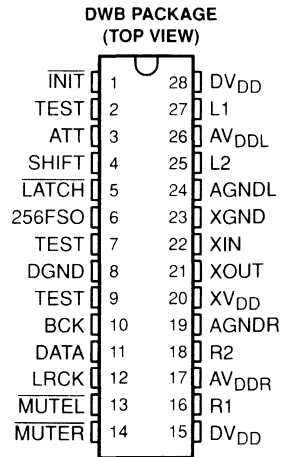 DWB PACKAGE
(TOP VIEW)
INIT 1 28 DVDD
TEST 2 27 L1
ATT 3 26 AVDDL
SHIFT 4 25 L2
LATCH 5 24 AGNDL
256FSO 6 23 XGND
TEST 7 22 XIN
DGND 8 21 XOUT
TEST 9 20 XVDD
BCK 10 19 AGNDR
DATA 11 18 R2
LRCK 12 17 AVDDR
MUTEL 13 16 R1
MUTER 14 15 DVDD